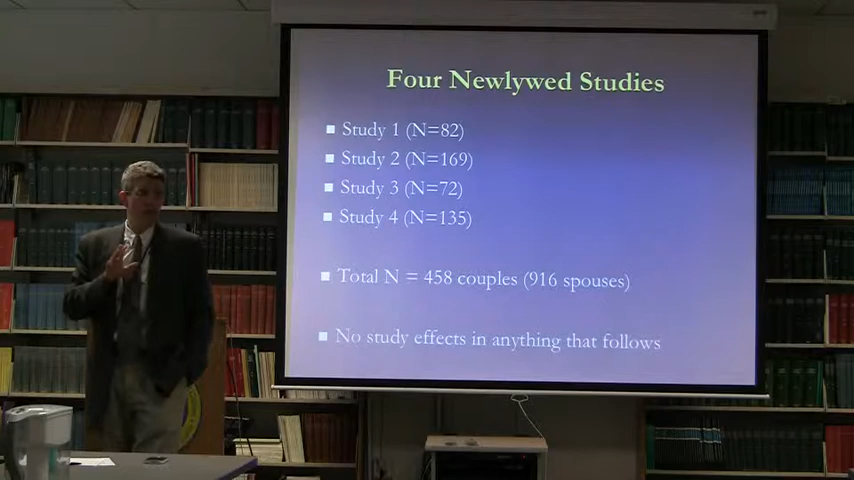 Four Newlywed Studies
Study 1 (N=82)
Study 2 (N=169)
Study 3 (N=72)
Study 4 (N=135)
Total N = 458 couples (916 spouses)
No study effects in anything that follows